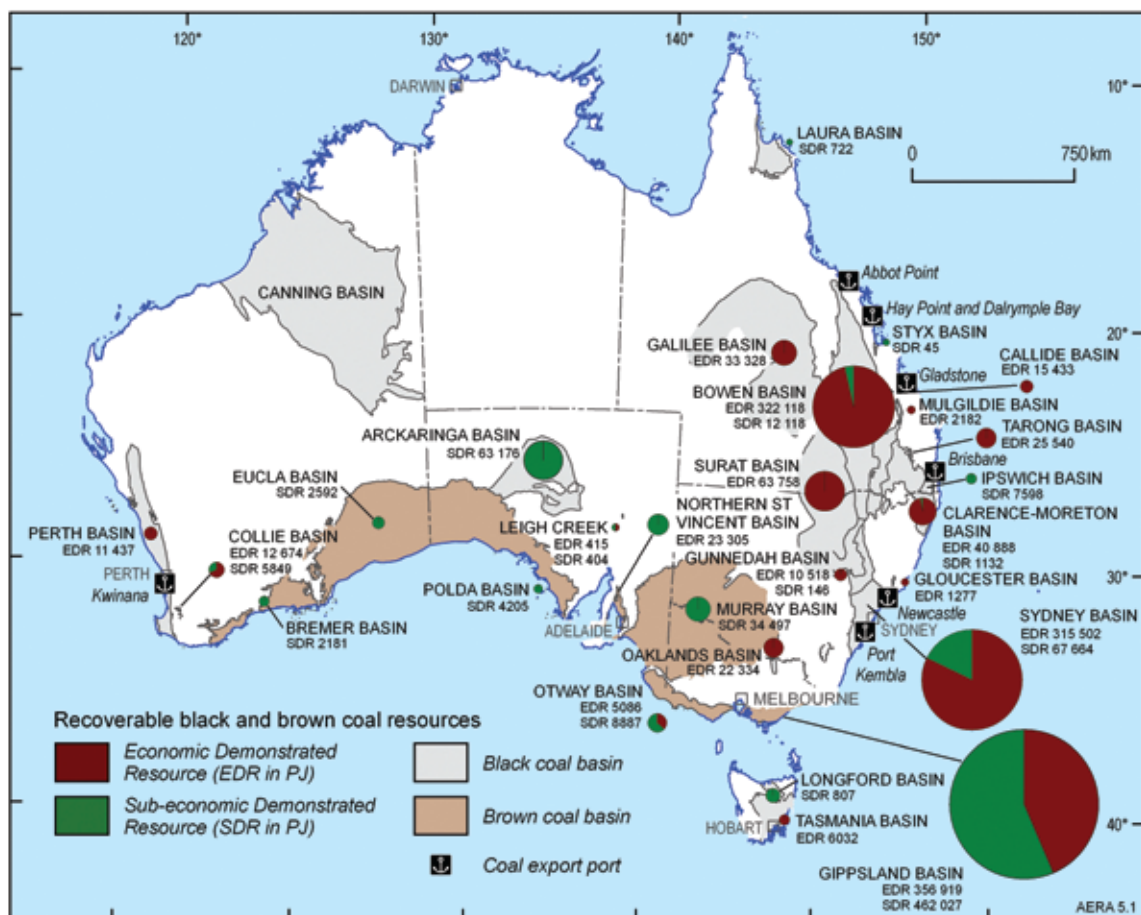 120°
130°
140°
150°
DARWIN
10°
LAURA BASIN
SDR 722
0
750 km
CANNING BASIN
Abbot Point
Hay Point and Dalrymple Bay
20°
STYX BASIN
SDR 45
GALILEE BASIN
EDR 33 328
CALLIDE BASIN
EDR 15 433
Gladstone
BOWEN BASIN
EDR 322 118
SDR 12 118
MULGILDIE BASIN
EDR 2182
TARONG BASIN
EDR 25 540
ARCKARINGA BASIN
SDR 63 176
Brisbane
SURAT BASIN
EDR 63 758
IPSWICH BASIN
SDR 7598
EUCLA BASIN
SDR 2592
NORTHERN ST
VINCENT BASIN
EDR 23 305
CLARENCE-MORETON
BASIN
EDR 40 888
SDR 1132
PERTH BASIN
EDR 11 437
COLLIE BASIN
EDR 12 674
SDR 5849
LEIGH CREEK
EDR 415
SDR 404
GUNNEDAH BASIN
EDR 10 518
SDR 146
PERTH
Kwinana
POLDA BASIN
SDR 4205
GLOUCESTER BASIN
EDR 1277
30°
BREMER BASIN
SDR 2181
ADELAIDE
MURRAY BASIN
SDR 34 497
Newcastle
SYDNEY
SYDNEY BASIN
EDR 315 502
SDR 67 664
Port
Kembla
OAKLANDS BASIN
EDR 22 334
OTWAY BASIN
EDR 5086
SDR 8887
MELBOURNE
Recoverable black and brown coal resources
Economic Demonstrated
Resource (EDR in PJ)
Sub-economic Demonstrated
Resource (SDR in PJ)
Black coal basin
Brown coal basin
Coal export port
LONGFORD BASIN
SDR 807
HOBART
TASMANIA BASIN
EDR 6032
40°
GIPPSLAND BASIN
EDR 356 919
SDR 462 027
AERA 5.1